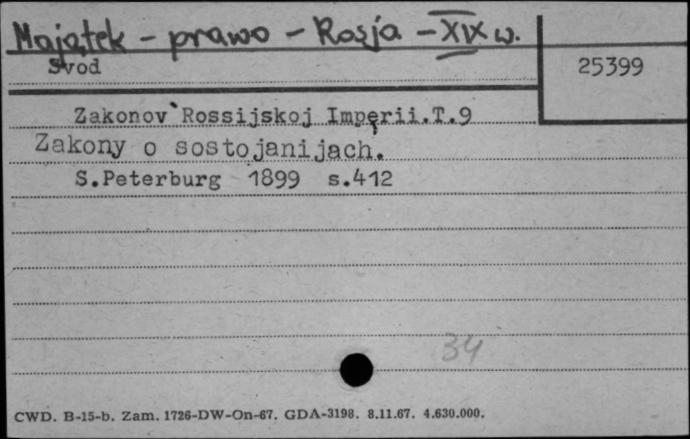 Majątek - prawo - Rosja - XIX w.
Svod
25399
Zakonov Rossijskoj Imperii.T.9
Zakony o sostojanijach.
S.Peterburg 1899 s.412
34
CWD. B-15-b. Zam. 1726-DW-On-67. GDA-3198. 8.11.67. 4.630.000.